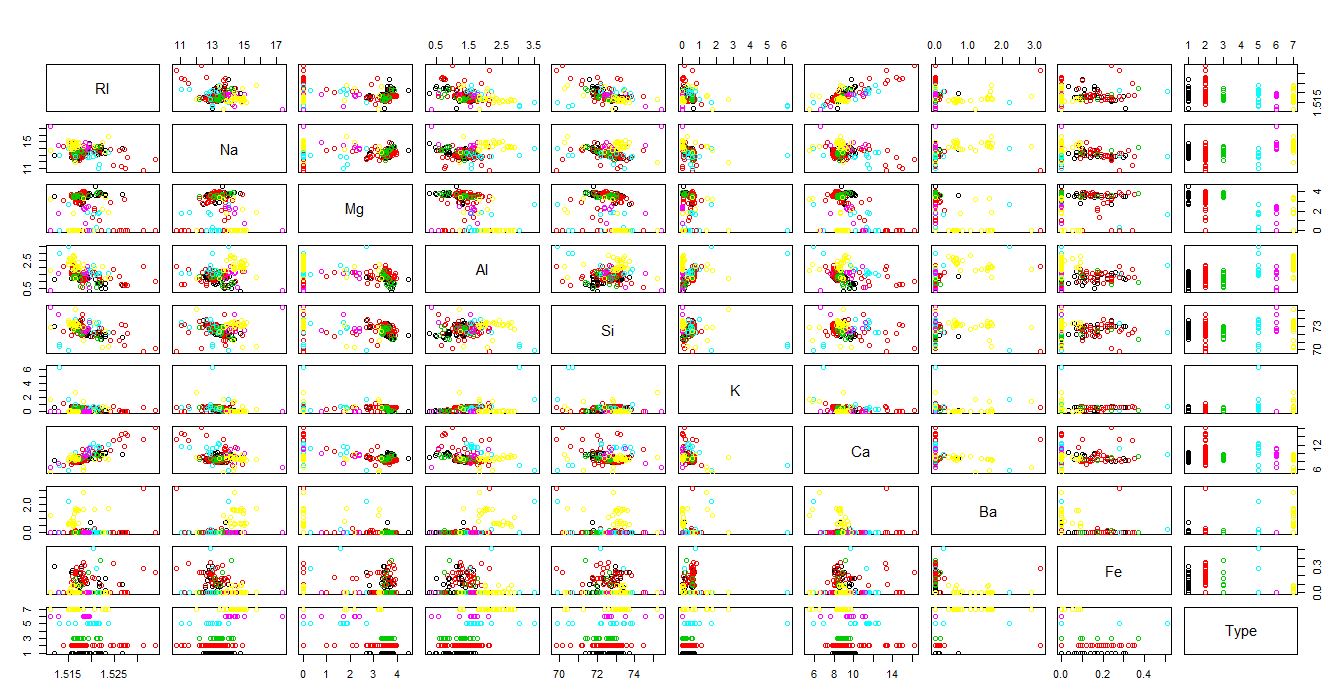 11 13 15 17 0.5 1.5 2.5 3.5 0 1 2 3 4 5 6 0.0 1.0 2.0 3.0 1 2 3 4 5 6 7
RI
1.515
Na
11 15
Mg
0 2 4
Al
0.5 2.5
Si
70 73
K
0 2 4 6
Ca
6 12
Ba
0.0 2.0
Fe
0.0 0.3
Type
1 3 5 7
1.515 1.525 0 1 2 3 4 70 72 74 6 8 10 14 0.0 0.2 0.4